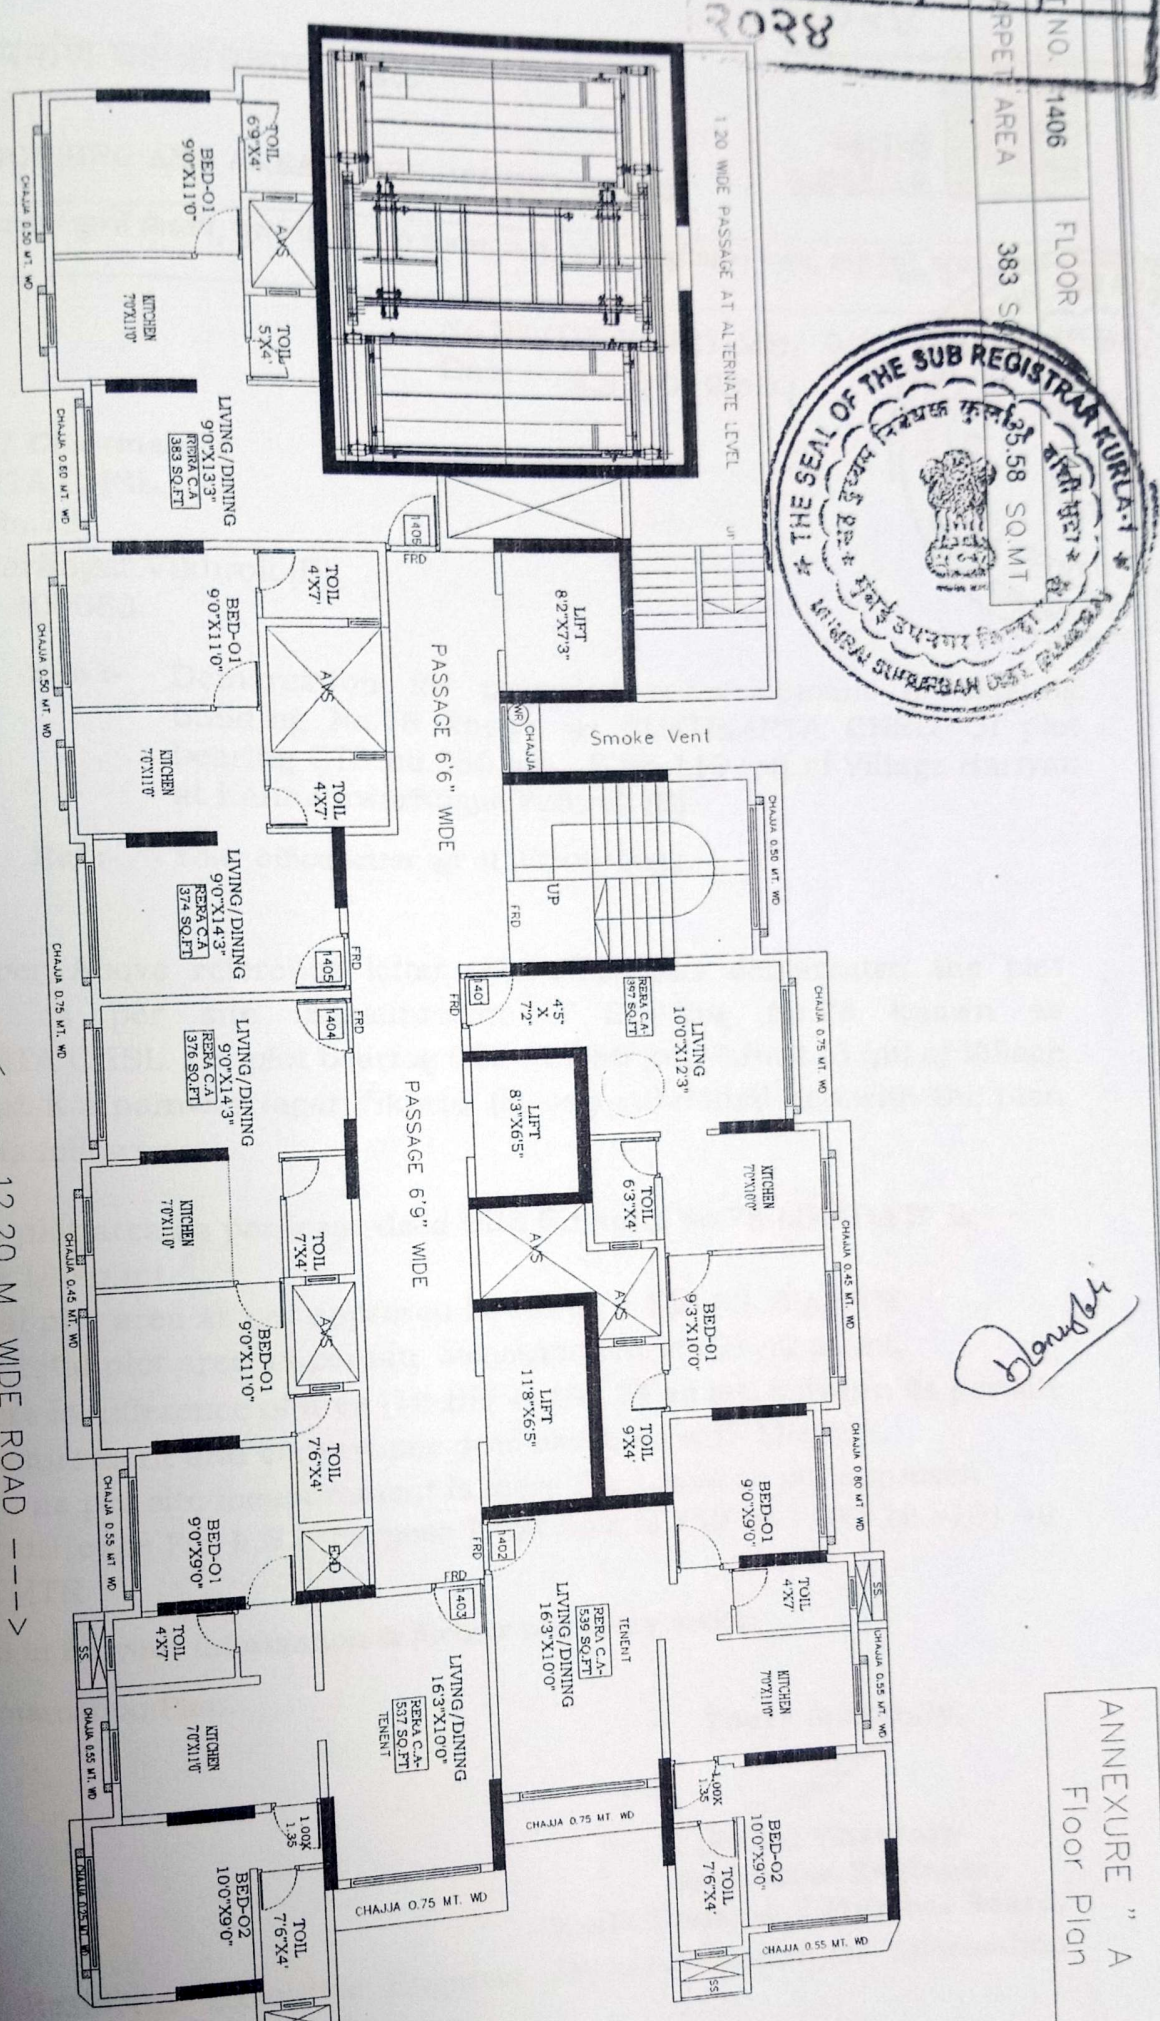 ANNEXURE " A
Floor Plan
NO. 1406 FLOOR
RPET AREA 383 SQ 35.58 SQ.MT
२०२४
* THE SEAL OF THE SUB REGISTRAR KURLA-1 *
1.20 WIDE PASSAGE AT ALTERNATE LEVEL
UP
TOIL
6'9"X4'
BED-01
9'0"X11'0"
AVS
KITCHEN
7'0"X11'0"
TOIL
5'X4'
LIVING/DINING
9'0"X13'3"
RERA C.A
383 SQ.FT
CHAJJA 0.50 MT. WD
CHAJJA 0.60 MT. WD
1406
FRD
LIFT
8'2"X7'3"
PASSAGE 6'6" WIDE
WR
CHAJJA
Smoke Vent
UP
FRD
CHAJJA 0.50 MT. WD
TOIL
4'X7'
BED-01
9'0"X11'0"
AVS
KITCHEN
7'0"X11'0"
TOIL
4'X7'
CHAJJA 0.50 MT. WD
LIVING/DINING
9'0"X14'3"
RERA C.A
374 SQ.FT
1405
FRD
CHAJJA 0.75 MT. WD
1404
FRD
LIVING/DINING
9'0"X14'3"
RERA C.A
376 SQ.FT
KITCHEN
7'0"X11'0"
TOIL
7'X4'
AVS
BED-01
9'0"X11'0"
TOIL
7'6"X4'
CHAJJA 0.45 MT. WD
PASSAGE 6'9" WIDE
1401
FRD
4'5"
X
7'2"
RERA C.A-
397 SQ.FT
LIVING
10'0"X12'3"
CHAJJA 0.75 MT. WD
LIFT
8'3"X6'5"
TOIL
6'3"X4'
KITCHEN
7'0"X10'0"
AVS
AVS
BED-01
9'3"X10'0"
CHAJJA 0.45 MT. WD
LIFT
11'8"X6'5"
TOIL
9'X4'
BED-01
9'0"X9'0"
CHAJJA 0.80 MT WD
1402
FRD
TOIL
4'X7'
SS
TENENT
RERA C.A-
539 SQ.FT
LIVING/DINING
16'3"X10'0"
KITCHEN
7'0"X11'0"
CHAJJA 0.55 MT. WD
1.00X
1.35
BED-02
10'0"X9'0"
TOIL
7'6"X4'
SS
CHAJJA 0.75 MT WD
CHAJJA 0.55 MT. WD
BED-01
9'0"X9'0"
CHAJJA 0.55 MT WD
1403
FRD
TOIL
4'X7'
SS
LIVING/DINING
16'3"X10'0"
RERA C.A-
537 SQ.FT
TENENT
KITCHEN
7'0"X11'0"
CHAJJA 0.55 MT. WD
1.00X
1.35
BED-02
10'0"X9'0"
TOIL
7'6"X4'
CHAJJA 0.75 MT. WD
12.20 M. WIDE ROAD --->